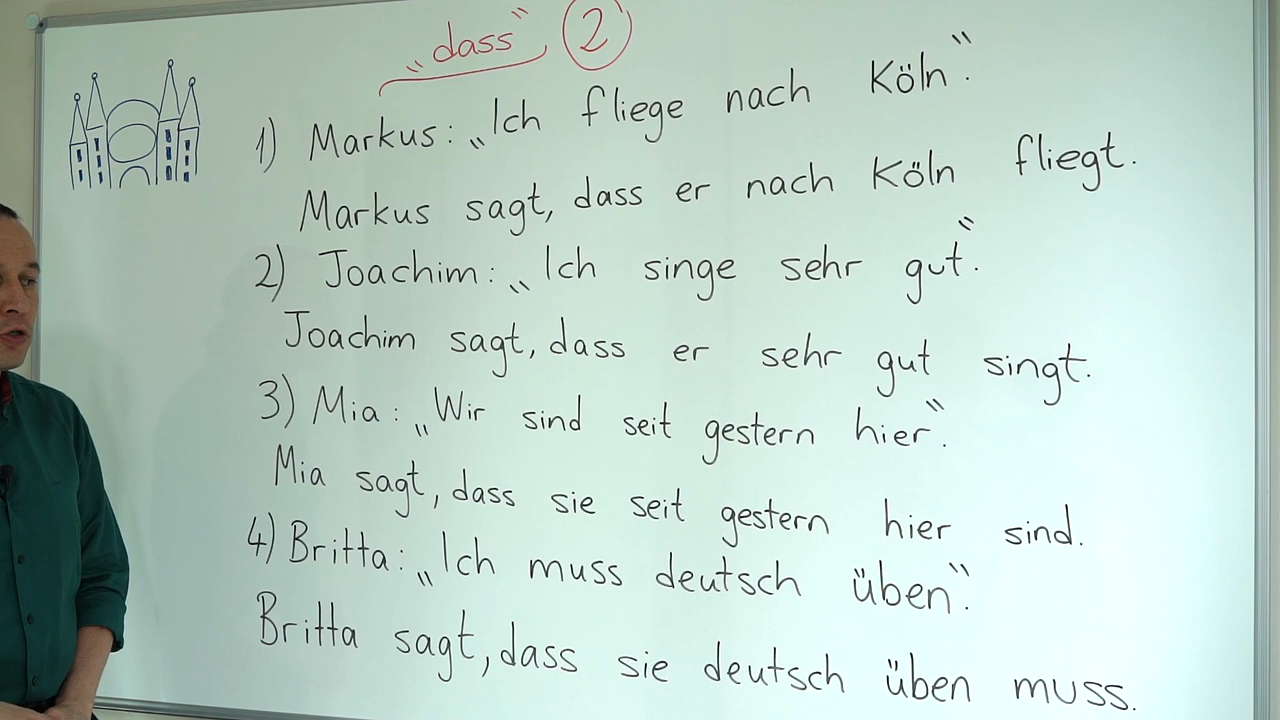 „dass“ 2
1) Markus: „Ich fliege nach Köln“.
Markus sagt, dass er nach Köln fliegt.
2) Joachim: „Ich singe sehr gut“.
Joachim sagt, dass er sehr gut singt.
3) Mia: „Wir sind seit gestern hier“.
Mia sagt, dass sie seit gestern hier sind.
4) Britta: „Ich muss deutsch üben“.
Britta sagt, dass sie deutsch üben muss.